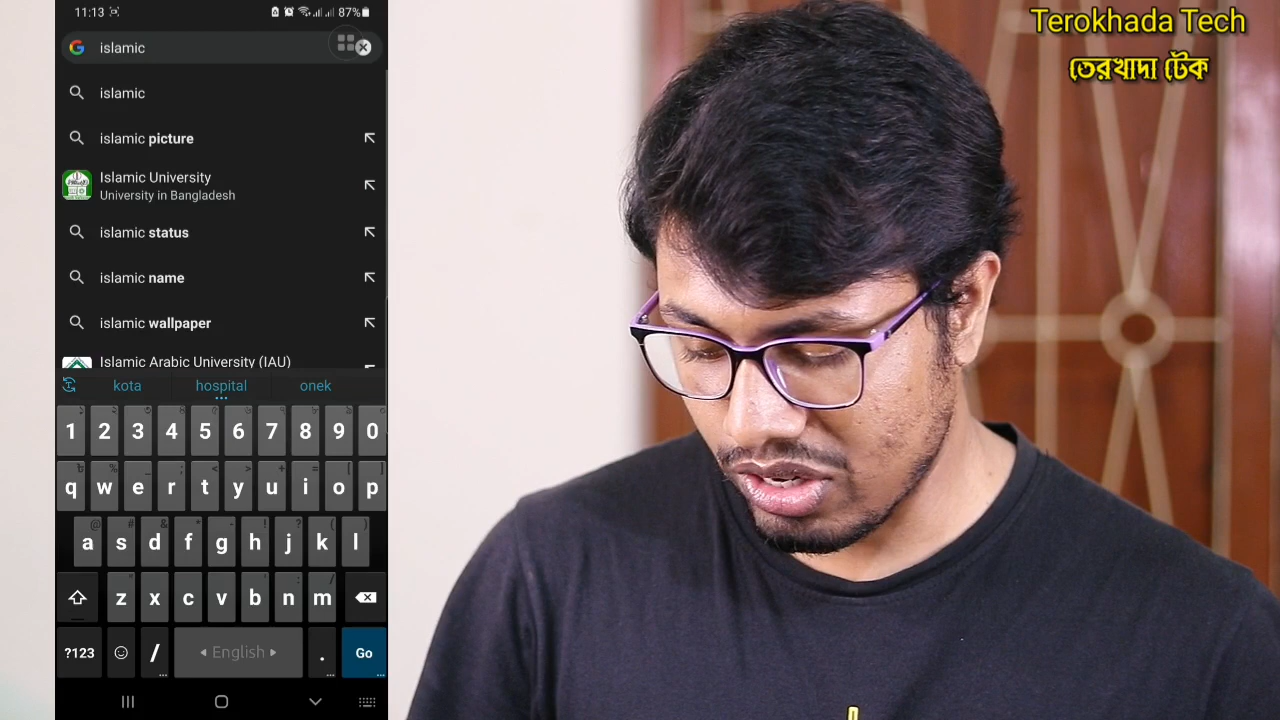 11:13
87%
islamic
islamic
islamic picture
Islamic University
University in Bangladesh
islamic status
islamic name
islamic wallpaper
Islamic Arabic University (IAU)
kota hospital onek
1 2 3 4 5 6 7 8 9 0
q w e r t y u i o p
a s d f g h j k l
z x c v b n m
?123 / English . Go
Terokhada Tech
তেরখাদা টেক